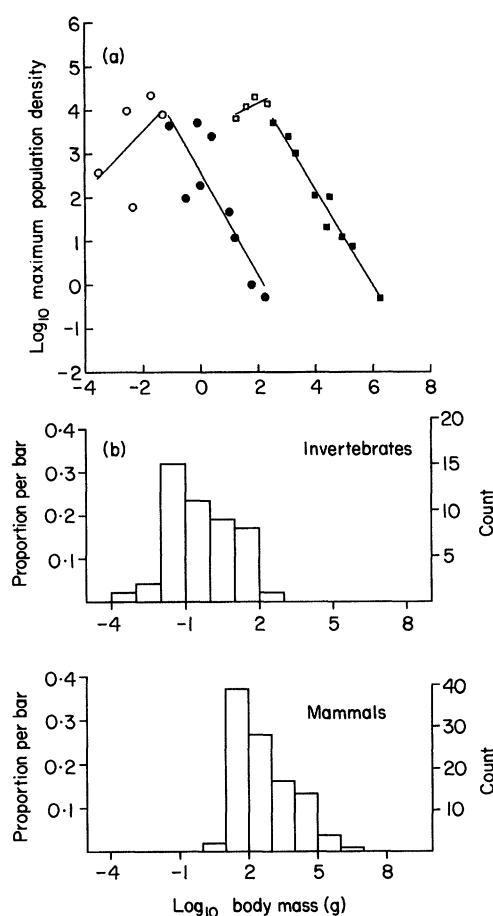 (a)
6
5
4
3
2
1
0
-1
-2
Log10 maximum population density
-4 -2 0 2 4 6 8
(b)
Invertebrates
0·4
0·3
0·2
0·1
Proportion per bar
20
15
10
5
Count
-4 -1 2 5 8
Mammals
0·4
0·3
0·2
0·1
Proportion per bar
40
30
20
10
Count
-4 -1 2 5 8
Log10 body mass (g)